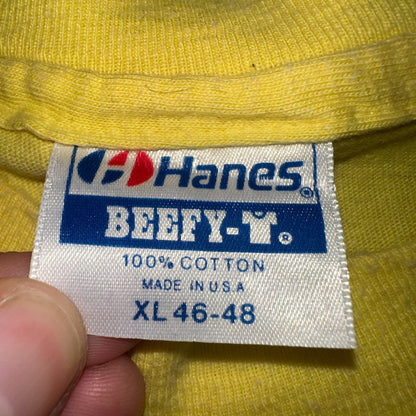 Hanes®
BEEFY-T®
100% COTTON
MADE IN U.S.A
XL 46-48